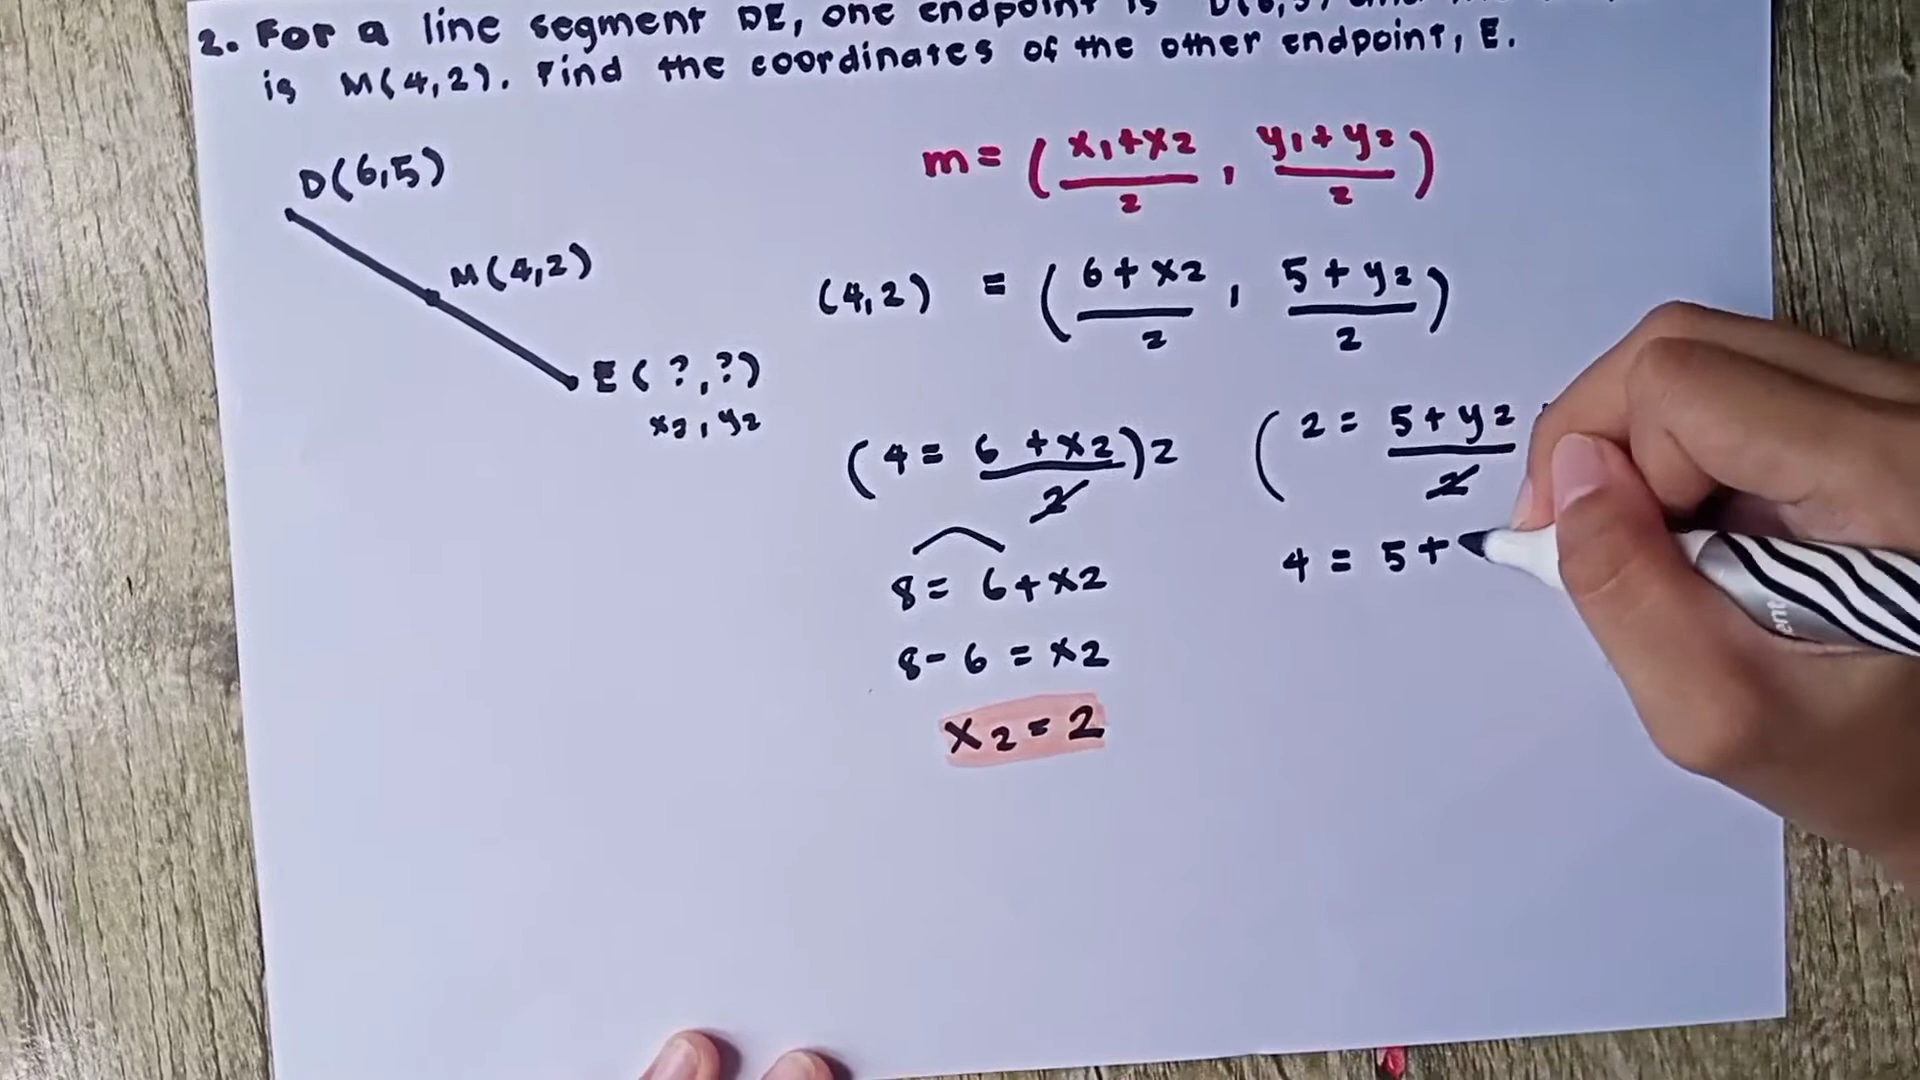 2. For a line segment DE, one endpoint is
is M(4,2). Find the coordinates of the other endpoint, E.
D(6,5)
M(4,2)
E(?,?)
x2, y2
m = (x1+x2/2, y1+y2/2)
(4,2) = (6+x2/2, 5+y2/2)
(4 = 6+x2/2)2
8 = 6+x2
8-6 = x2
x2 = 2
(2 = 5+y2/2
4 = 5+
ent